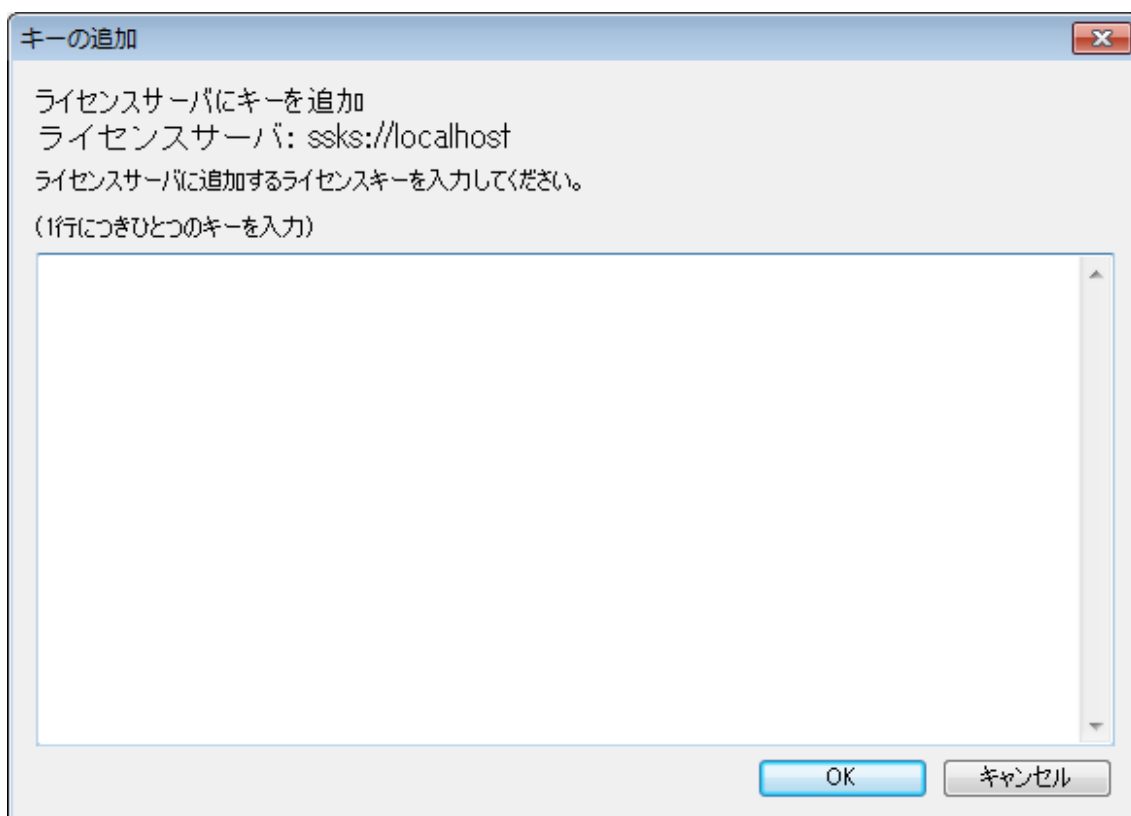 キーの追加
ライセンスサーバにキーを追加
ライセンスサーバ: ssks://localhost
ライセンスサーバに追加するライセンスキーを入力してください。
(1行につきひとつのキーを入力)
OK
キャンセル